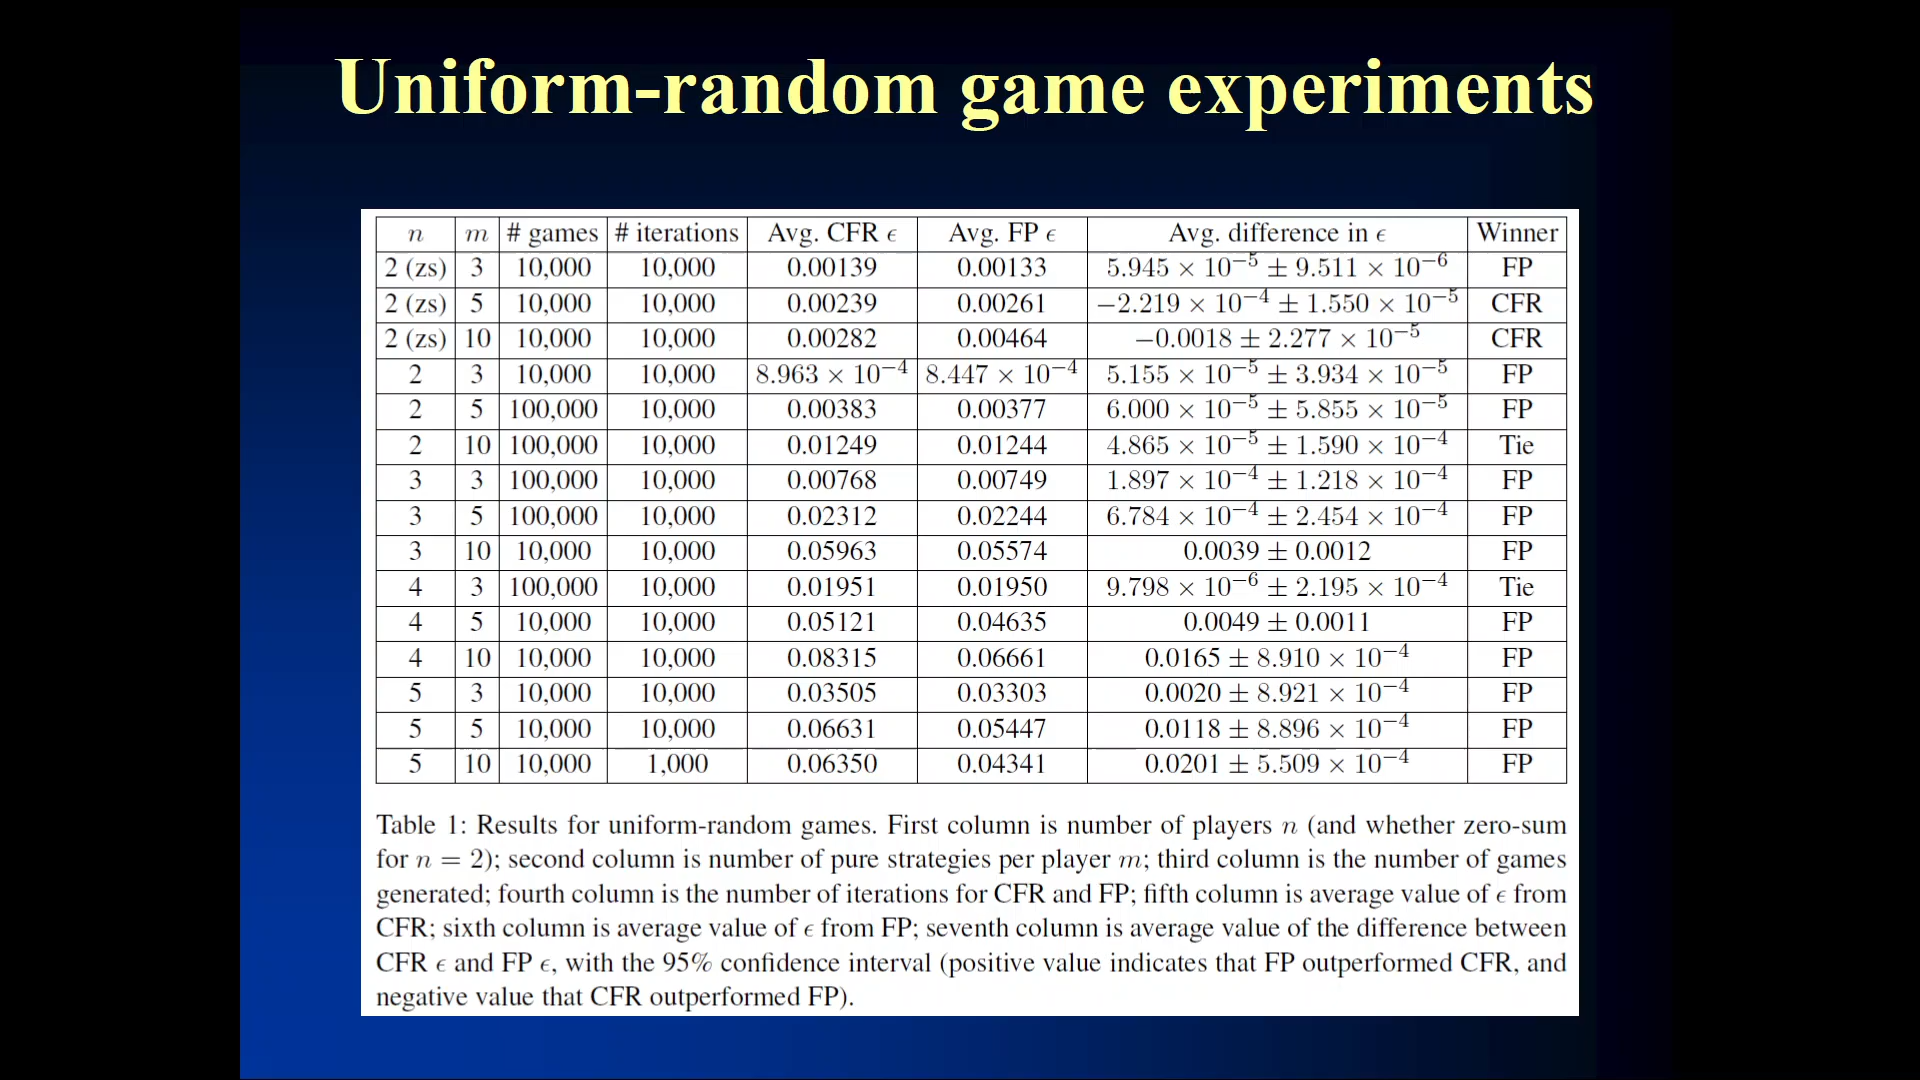 Uniform-random game experiments
n m # games # iterations Avg. CFR ϵ Avg. FP ϵ Avg. difference in ϵ Winner
2 (zs) 3 10,000 10,000 0.00139 0.00133 5.945 × 10−5 ± 9.511 × 10−6 FP
2 (zs) 5 10,000 10,000 0.00239 0.00261 −2.219 × 10−4 ± 1.550 × 10−5 CFR
2 (zs) 10 10,000 10,000 0.00282 0.00464 −0.0018 ± 2.277 × 10−5 CFR
2 3 10,000 10,000 8.963 × 10−4 8.447 × 10−4 5.155 × 10−5 ± 3.934 × 10−5 FP
2 5 100,000 10,000 0.00383 0.00377 6.000 × 10−5 ± 5.855 × 10−5 FP
2 10 100,000 10,000 0.01249 0.01244 4.865 × 10−5 ± 1.590 × 10−4 Tie
3 3 100,000 10,000 0.00768 0.00749 1.897 × 10−4 ± 1.218 × 10−4 FP
3 5 100,000 10,000 0.02312 0.02244 6.784 × 10−4 ± 2.454 × 10−4 FP
3 10 10,000 10,000 0.05963 0.05574 0.0039 ± 0.0012 FP
4 3 100,000 10,000 0.01951 0.01950 9.798 × 10−6 ± 2.195 × 10−4 Tie
4 5 10,000 10,000 0.05121 0.04635 0.0049 ± 0.0011 FP
4 10 10,000 10,000 0.08315 0.06661 0.0165 ± 8.910 × 10−4 FP
5 3 10,000 10,000 0.03505 0.03303 0.0020 ± 8.921 × 10−4 FP
5 5 10,000 10,000 0.06631 0.05447 0.0118 ± 8.896 × 10−4 FP
5 10 10,000 1,000 0.06350 0.04341 0.0201 ± 5.509 × 10−4 FP
Table 1: Results for uniform-random games. First column is number of players n (and whether zero-sum
for n = 2); second column is number of pure strategies per player m; third column is the number of games
generated; fourth column is the number of iterations for CFR and FP; fifth column is average value of ϵ from
CFR; sixth column is average value of ϵ from FP; seventh column is average value of the difference between
CFR ϵ and FP ϵ, with the 95% confidence interval (positive value indicates that FP outperformed CFR, and
negative value that CFR outperformed FP).